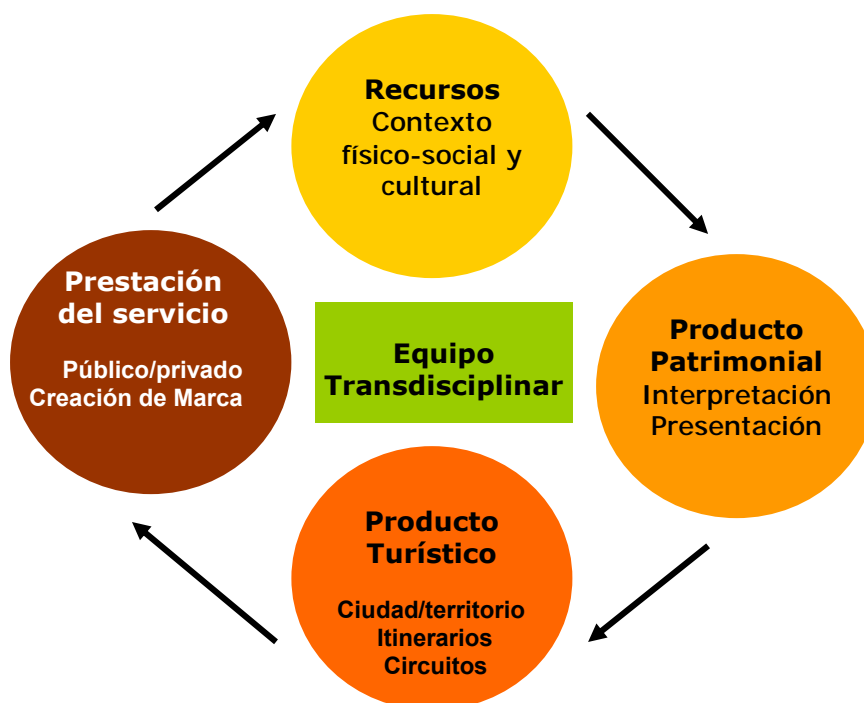 Recursos
Contexto
físico-social y
cultural
Prestación
del servicio
Público/privado
Creación de Marca
Equipo
Transdisciplinar
Producto
Patrimonial
Interpretación
Presentación
Producto
Turístico
Ciudad/territorio
Itinerarios
Circuitos